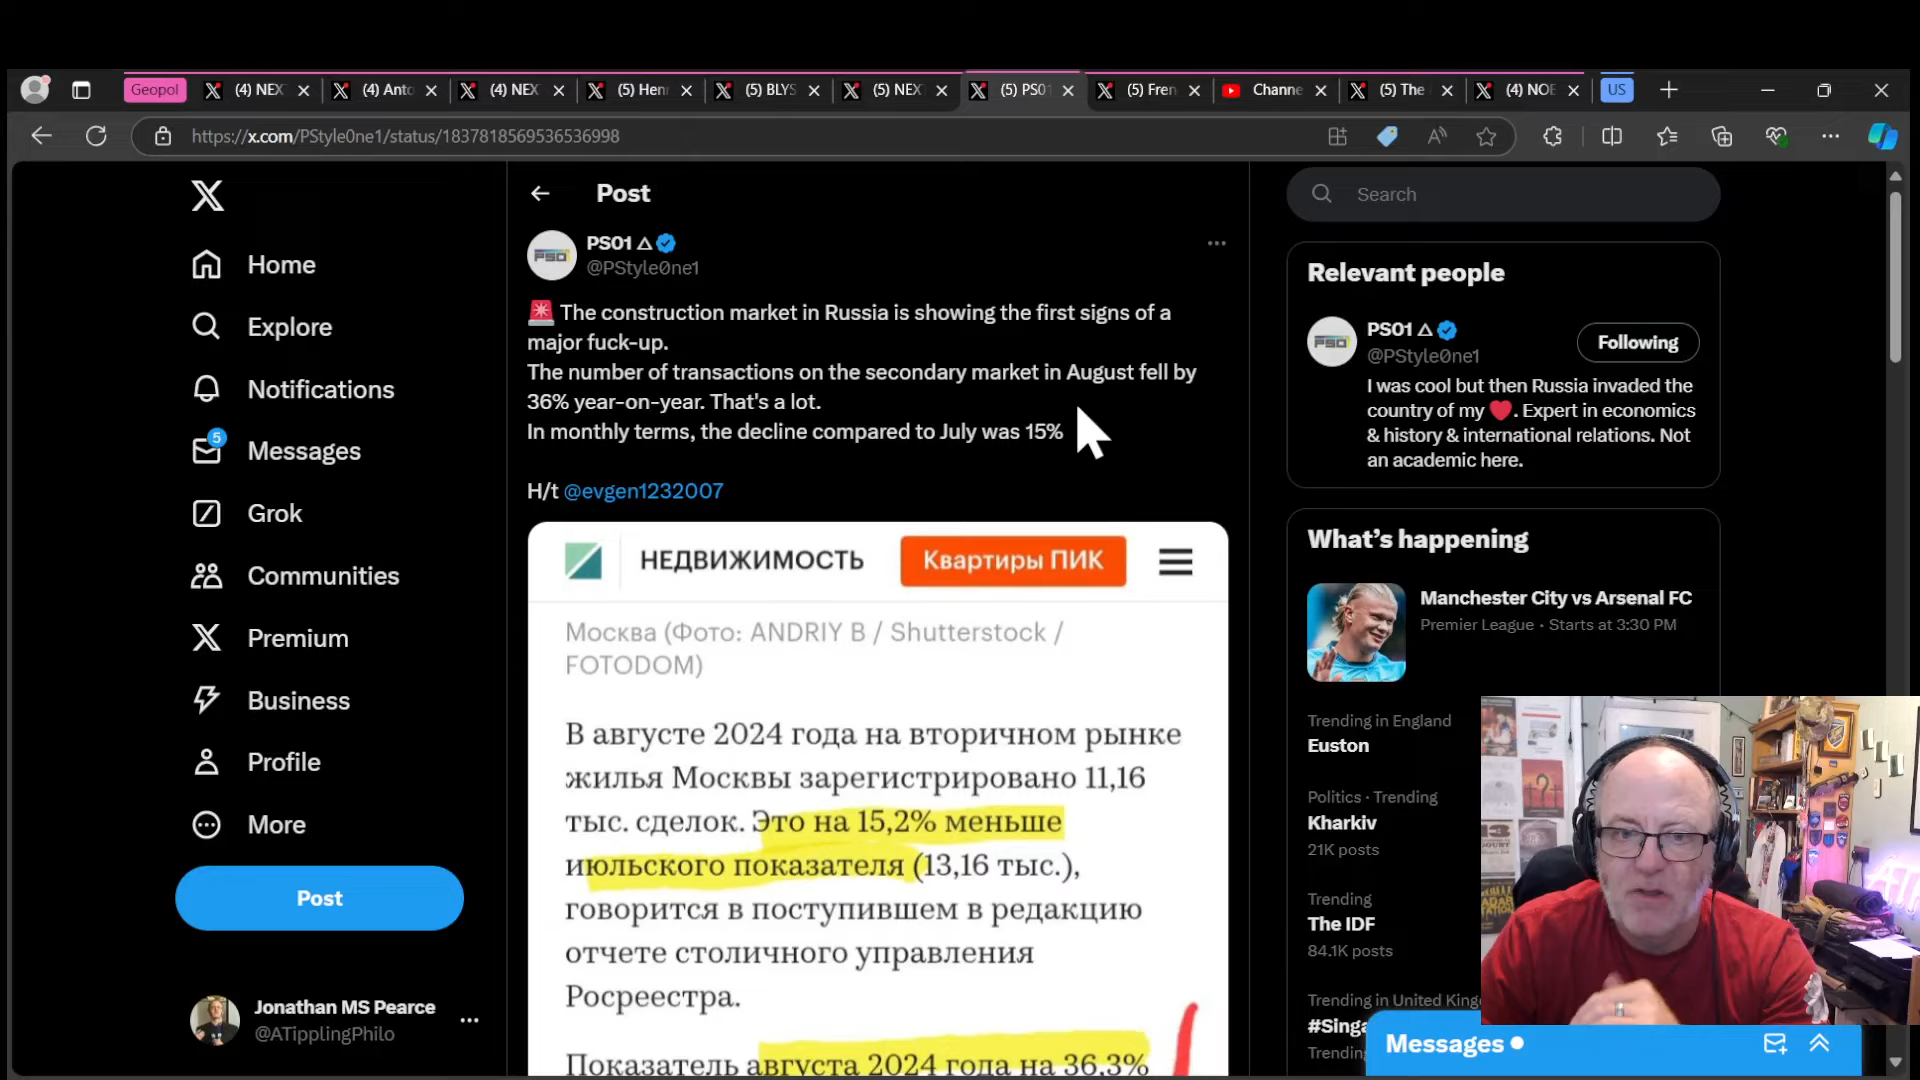 Geopol
(4) NEX
(4) Anto
(4) NEX
(5) Hen
(5) BLYS
(5) NEX
(5) PS01
(5) Fren
Channe
(5) The
(4) NOE
US
https://x.com/PStyle0ne1/status/1837818569536536998
Home
Explore
Notifications
5
Messages
Grok
Communities
Premium
Business
Profile
More
Post
Jonathan MS Pearce
@ATipplingPhilo
Post
PS01 △
@PStyle0ne1
The construction market in Russia is showing the first signs of a
major fuck-up.
The number of transactions on the secondary market in August fell by
36% year-on-year. That's a lot.
In monthly terms, the decline compared to July was 15%
H/t @evgen1232007
НЕДВИЖИМОСТЬ
Квартиры ПИК
Москва (Фото: ANDRIY B / Shutterstock /
FOTODOM)
В августе 2024 года на вторичном рынке
жилья Москвы зарегистрировано 11,16
тыс. сделок. Это на 15,2% меньше
июльского показателя (13,16 тыс.),
говорится в поступившем в редакцию
отчете столичного управления
Росреестра.
Показатель августа 2024 года на 36,3%
Search
Relevant people
PS01 △
@PStyle0ne1
Following
I was cool but then Russia invaded the
country of my ❤️. Expert in economics
& history & international relations. Not
an academic here.
What's happening
Manchester City vs Arsenal FC
Premier League · Starts at 3:30 PM
Trending in England
Euston
Politics · Trending
Kharkiv
21K posts
Trending
The IDF
84.1K posts
Trending in United King
#Singa
Trending
Messages